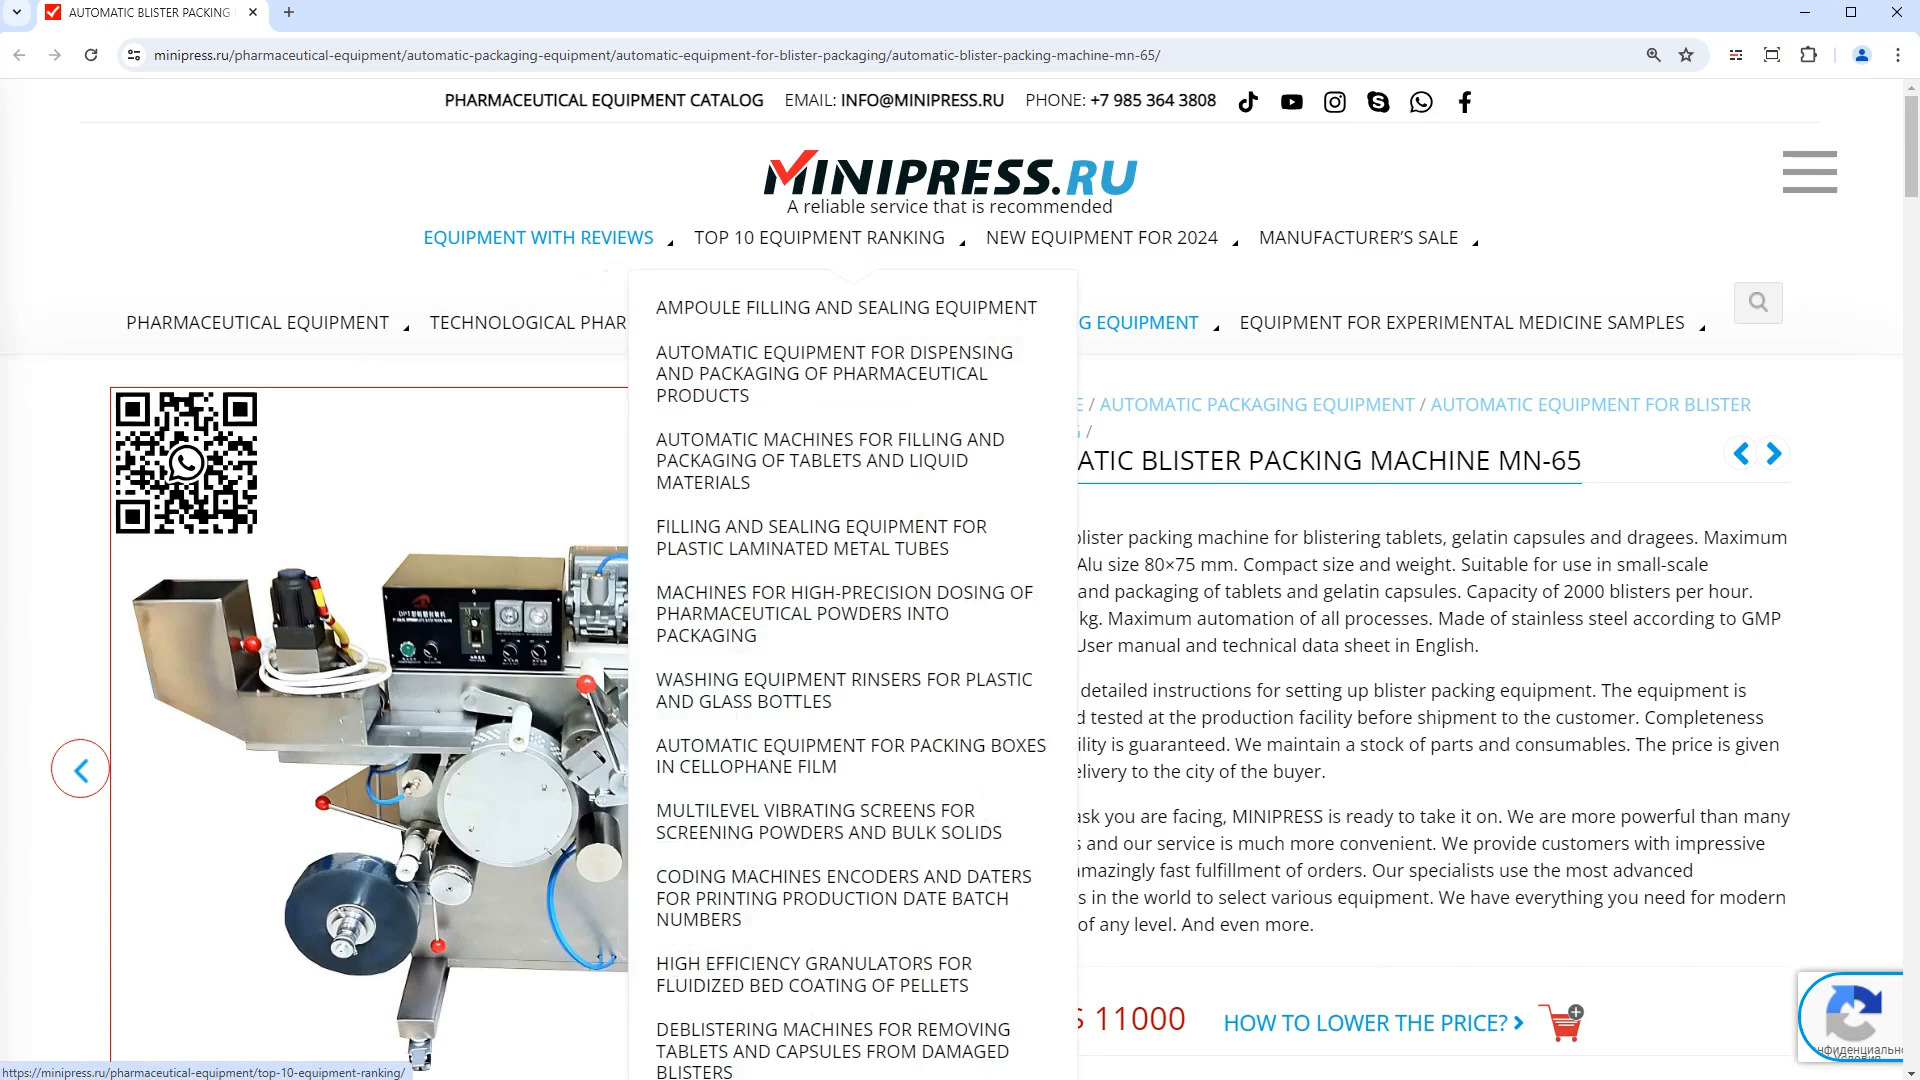 AUTOMATIC BLISTER PACKING
minipress.ru/pharmaceutical-equipment/automatic-packaging-equipment/automatic-equipment-for-blister-packaging/automatic-blister-packing-machine-mn-65/
PHARMACEUTICAL EQUIPMENT CATALOG EMAIL: INFO@MINIPRESS.RU PHONE: +7 985 364 3808
MINIPRESS.RU
A reliable service that is recommended
EQUIPMENT WITH REVIEWS TOP 10 EQUIPMENT RANKING NEW EQUIPMENT FOR 2024 MANUFACTURER'S SALE
PHARMACEUTICAL EQUIPMENT TECHNOLOGICAL PHAR G EQUIPMENT EQUIPMENT FOR EXPERIMENTAL MEDICINE SAMPLES
AMPOULE FILLING AND SEALING EQUIPMENT
AUTOMATIC EQUIPMENT FOR DISPENSING
AND PACKAGING OF PHARMACEUTICAL
PRODUCTS
AUTOMATIC MACHINES FOR FILLING AND
PACKAGING OF TABLETS AND LIQUID
MATERIALS
FILLING AND SEALING EQUIPMENT FOR
PLASTIC LAMINATED METAL TUBES
MACHINES FOR HIGH-PRECISION DOSING OF
PHARMACEUTICAL POWDERS INTO
PACKAGING
WASHING EQUIPMENT RINSERS FOR PLASTIC
AND GLASS BOTTLES
AUTOMATIC EQUIPMENT FOR PACKING BOXES
IN CELLOPHANE FILM
MULTILEVEL VIBRATING SCREENS FOR
SCREENING POWDERS AND BULK SOLIDS
CODING MACHINES ENCODERS AND DATERS
FOR PRINTING PRODUCTION DATE BATCH
NUMBERS
HIGH EFFICIENCY GRANULATORS FOR
FLUIDIZED BED COATING OF PELLETS
DEBLISTERING MACHINES FOR REMOVING
TABLETS AND CAPSULES FROM DAMAGED
BLISTERS
E / AUTOMATIC PACKAGING EQUIPMENT / AUTOMATIC EQUIPMENT FOR BLISTER
G /
ATIC BLISTER PACKING MACHINE MN-65
blister packing machine for blistering tablets, gelatin capsules and dragees. Maximum
Alu size 80×75 mm. Compact size and weight. Suitable for use in small-scale
and packaging of tablets and gelatin capsules. Capacity of 2000 blisters per hour.
kg. Maximum automation of all processes. Made of stainless steel according to GMP
User manual and technical data sheet in English.
detailed instructions for setting up blister packing equipment. The equipment is
d tested at the production facility before shipment to the customer. Completeness
ility is guaranteed. We maintain a stock of parts and consumables. The price is given
elivery to the city of the buyer.
ask you are facing, MINIPRESS is ready to take it on. We are more powerful than many
s and our service is much more convenient. We provide customers with impressive
amazingly fast fulfillment of orders. Our specialists use the most advanced
s in the world to select various equipment. We have everything you need for modern
of any level. And even more.
$ 11000 HOW TO LOWER THE PRICE?
нфиденциально
Условия
https://minipress.ru/pharmaceutical-equipment/top-10-equipment-ranking/